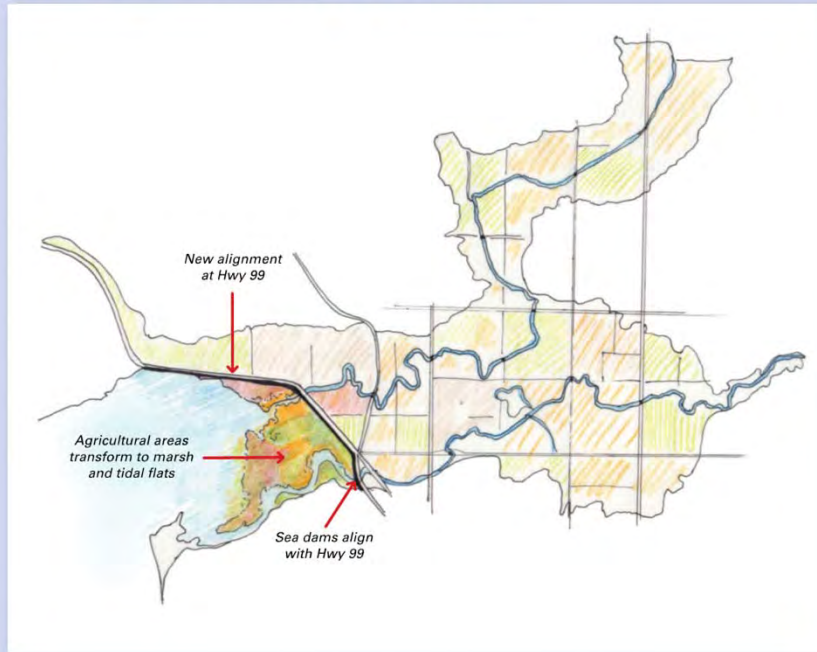 New alignment
at Hwy 99
Agricultural areas
transform to marsh
and tidal flats
Sea dams align
with Hwy 99